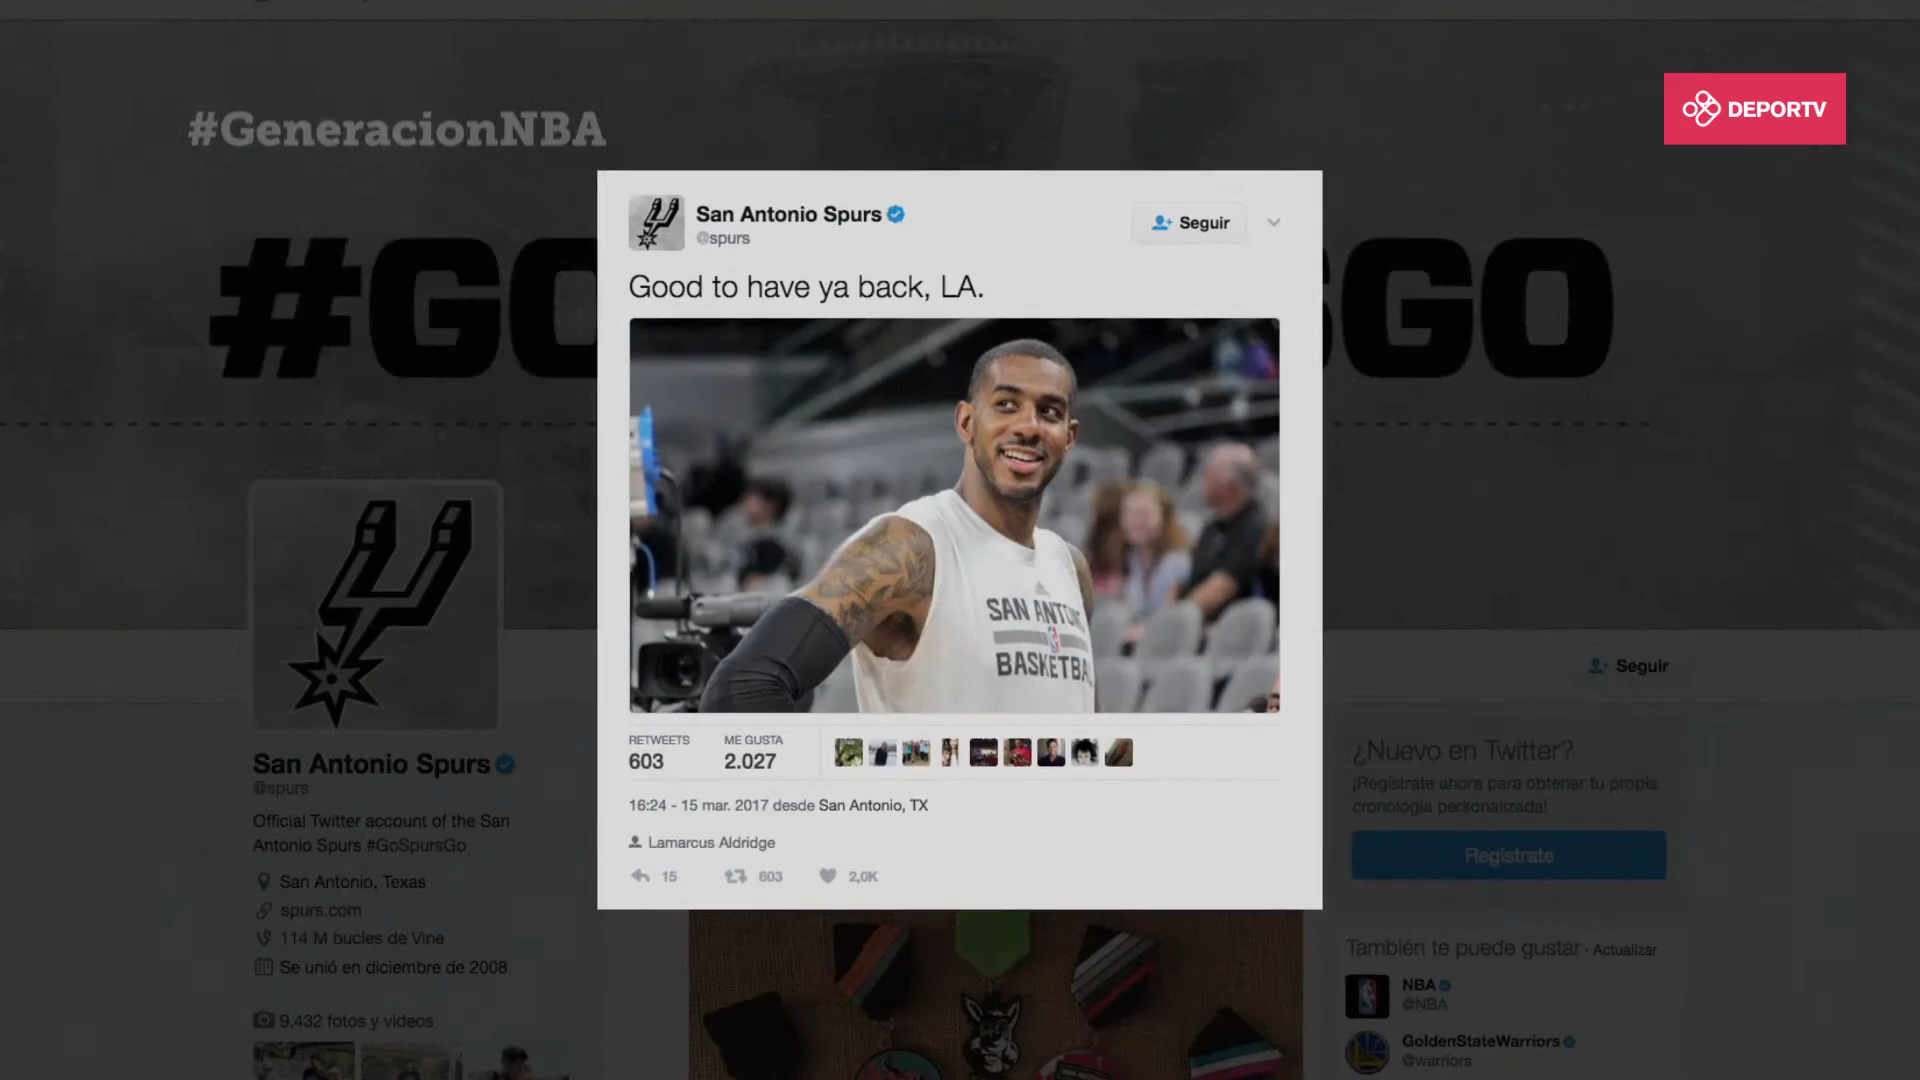 #GeneracionNBA
DEPORTV
San Antonio Spurs
@spurs
Seguir
Good to have ya back, LA.
SAN ANTONI
BASKETBA
RETWEETS
603
ME GUSTA
2.027
16:24 - 15 mar. 2017 desde San Antonio, TX
Lamarcus Aldridge
15
603
2,0K
#GO
SGO
San Antonio Spurs
@spurs
Official Twitter account of the San
Antonio Spurs #GoSpursGo
San Antonio, Texas
spurs.com
114 M bucles de Vine
Se unió en diciembre de 2008
9.432 fotos y videos
Seguir
¿Nuevo en Twitter?
¡Regístrate ahora para obtener tu propia
cronología personalizada!
Regístrate
También te puede gustar · Actualizar
NBA
@NBA
GoldenStateWarriors
@warriors